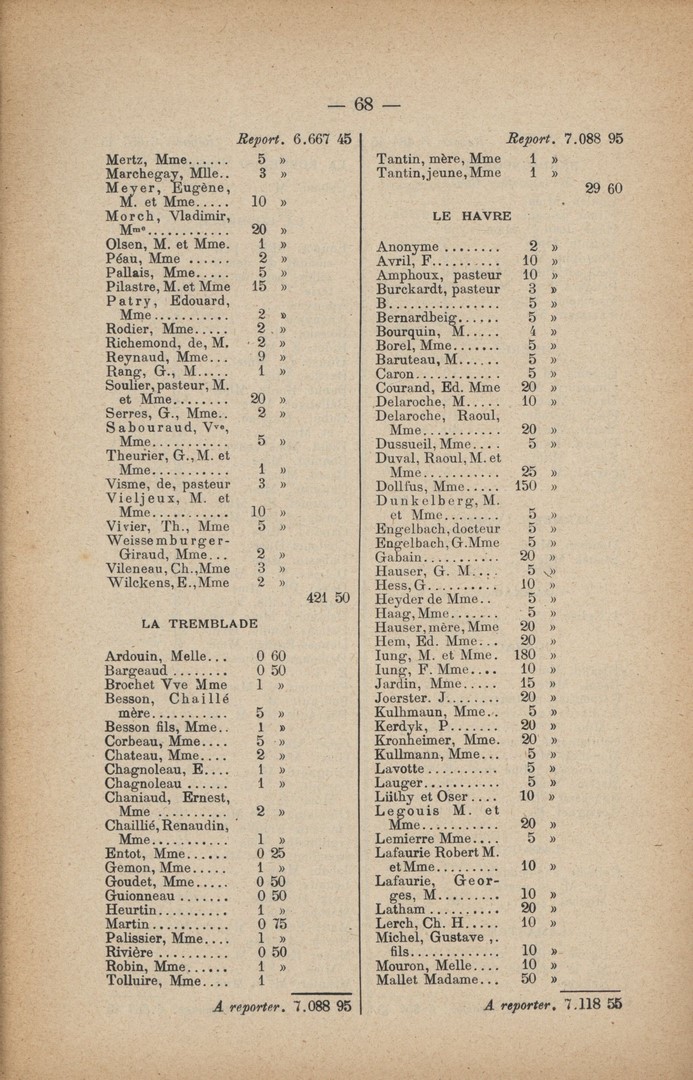 — 68 —
Report. 6.667 45
Mertz, Mme...... 5 »
Marchegay, Mlle.. 3 »
Meyer, Eugène,
M. et Mme...... 10 »
Morch, Vladimir,
Mme............ 20 »
Olsen, M. et Mme. 1 »
Péau, Mme ...... 2 »
Pallais, Mme..... 5 »
Pilastre, M. et Mme 15 »
Patry, Edouard,
Mme........... 2 »
Rodier, Mme..... 2 »
Richemond, de, M. 2 »
Reynaud, Mme... 9 »
Rang, G., M..... 1 »
Soulier, pasteur, M.
et Mme........ 20 »
Serres, G., Mme.. 2 »
Sabouraud, Vve,
Mme........... 5 »
Theurier, G., M. et
Mme........... 1 »
Visme, de, pasteur 3 »
Vieljeux, M. et
Mme........... 10 »
Vivier, Th., Mme 5 »
Weissemburger-
Giraud, Mme... 2 »
Vileneau, Ch., Mme 3 »
Wilckens, E., Mme 2 »
421 50
LA TREMBLADE
Ardouin, Melle... 0 60
Bargeaud ........ 0 50
Brochet Vve Mme 1 »
Besson, Chaillé
mère........... 5 »
Besson fils, Mme.. 1 »
Corbeau, Mme.... 5 »
Chateau, Mme.... 2 »
Chagnoleau, E.... 1 »
Chagnoleau ...... 1 »
Chaniaud, Ernest,
Mme .......... 2 »
Chaillié, Renaudin,
Mme........... 1 »
Entot, Mme...... 0 25
Gemon, Mme..... 1 »
Goudet, Mme..... 0 50
Guionneau ....... 0 50
Heurtin.......... 1 »
Martin........... 0 75
Palissier, Mme.... 1 »
Rivière .......... 0 50
Robin, Mme...... 1 »
Tolluire, Mme.... 1
A reporter. 7.088 95
Report. 7.088 95
Tantin, mère, Mme 1 »
Tantin, jeune, Mme 1 »
29 60
LE HAVRE
Anonyme ........ 2 »
Avril, F.......... 10 »
Amphoux, pasteur 10 »
Burckardt, pasteur 3 »
B................ 5 »
Bernardbeig...... 5 »
Bourquin, M..... 4 »
Borel, Mme....... 5 »
Baruteau, M...... 5 »
Caron............ 5 »
Courand, Ed. Mme 20 »
Delaroche, M..... 10 »
Delaroche, Raoul,
Mme........... 20 »
Dussueil, Mme.... 5 »
Duval, Raoul, M. et
Mme........... 25 »
Dollfus, Mme..... 150 »
Dunkelberg, M.
et Mme........ 5 »
Engelbach, docteur 5 »
Engelbach, G. Mme 5 »
Gabain........... 20 »
Hauser, G. M.... 5 »
Hess, G.......... 10 »
Heyder de Mme.. 5 »
Haag, Mme....... 5 »
Hauser, mère, Mme 20 »
Hem, Ed. Mme... 20 »
Iung, M. et Mme. 180 »
Iung, F. Mme.... 10 »
Jardin, Mme..... 15 »
Joerster. J........ 20 »
Kulhmaun, Mme.. 5 »
Kerdyk, P....... 20 »
Kronheimer, Mme. 20 »
Kullmann, Mme... 5 »
Lavotte .......... 5 »
Lauger........... 5 »
Lüthy et Oser .... 10 »
Legouis M. et
Mme........... 20 »
Lemierre Mme.... 5 »
Lafaurie Robert M.
et Mme......... 10 »
Lafaurie, Geor-
ges, M......... 10 »
Latham .......... 20 »
Lerch, Ch. H..... 10 »
Michel, Gustave ,.
fils............. 10 »
Mouron, Melle.... 10 »
Mallet Madame... 50 »
A reporter. 7.118 55